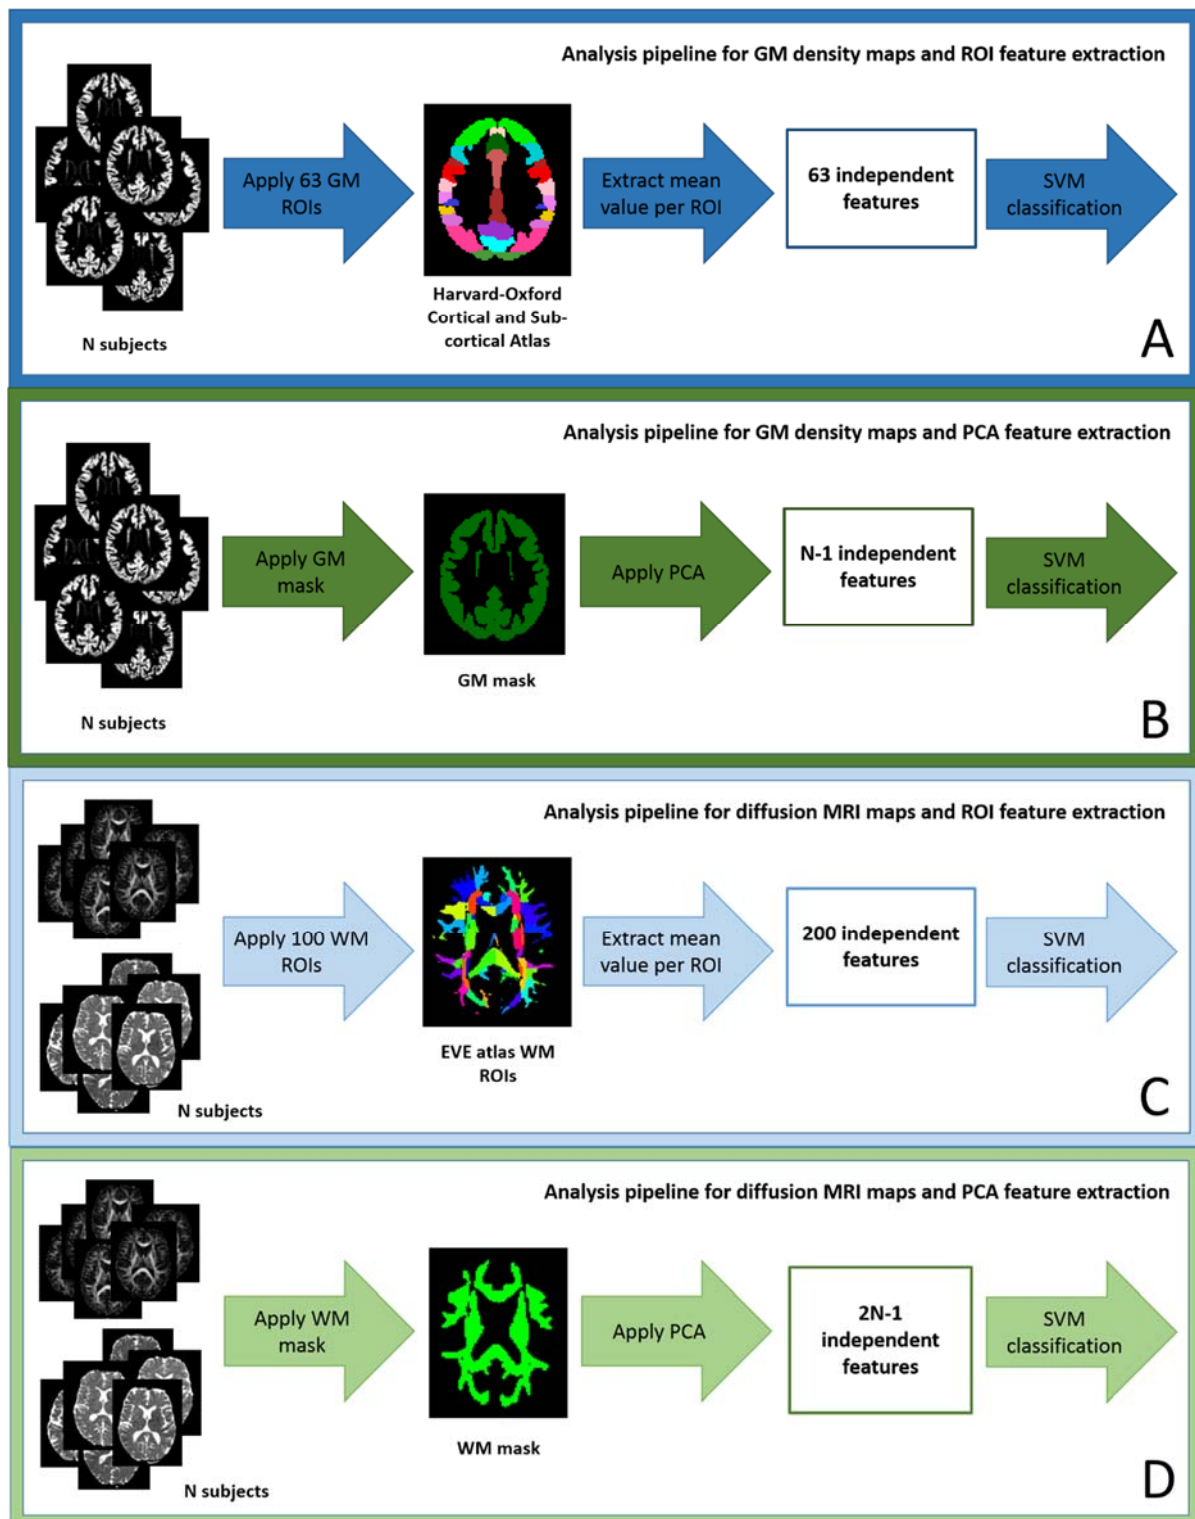 Analysis pipeline for GM density maps and ROI feature extraction
Apply 63 GM
ROIs
Extract mean
value per ROI
63 independent
features
SVM
classification
Harvard-Oxford
Cortical and Sub-
cortical Atlas
N subjects
A
Analysis pipeline for GM density maps and PCA feature extraction
Apply GM
mask
Apply PCA
N-1 independent
features
SVM
classification
GM mask
N subjects
B
Analysis pipeline for diffusion MRI maps and ROI feature extraction
Apply 100 WM
ROIs
Extract mean
value per ROI
200 independent
features
SVM
classification
EVE atlas WM
ROIs
N subjects
C
Analysis pipeline for diffusion MRI maps and PCA feature extraction
Apply WM
mask
Apply PCA
2N-1
independent
features
SVM
classification
WM mask
N subjects
D